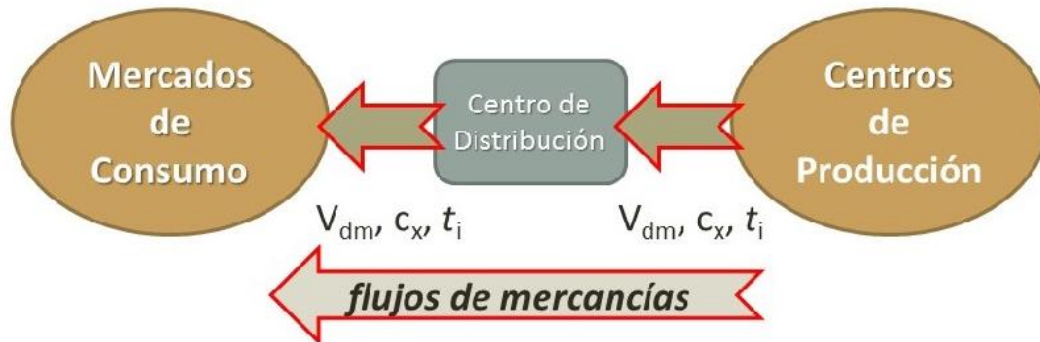 Mercados
de
Consumo
Centro de
Distribución
Centros
de
Producción
V_dm, c_x, t_i
V_dm, c_x, t_i
flujos de mercancías